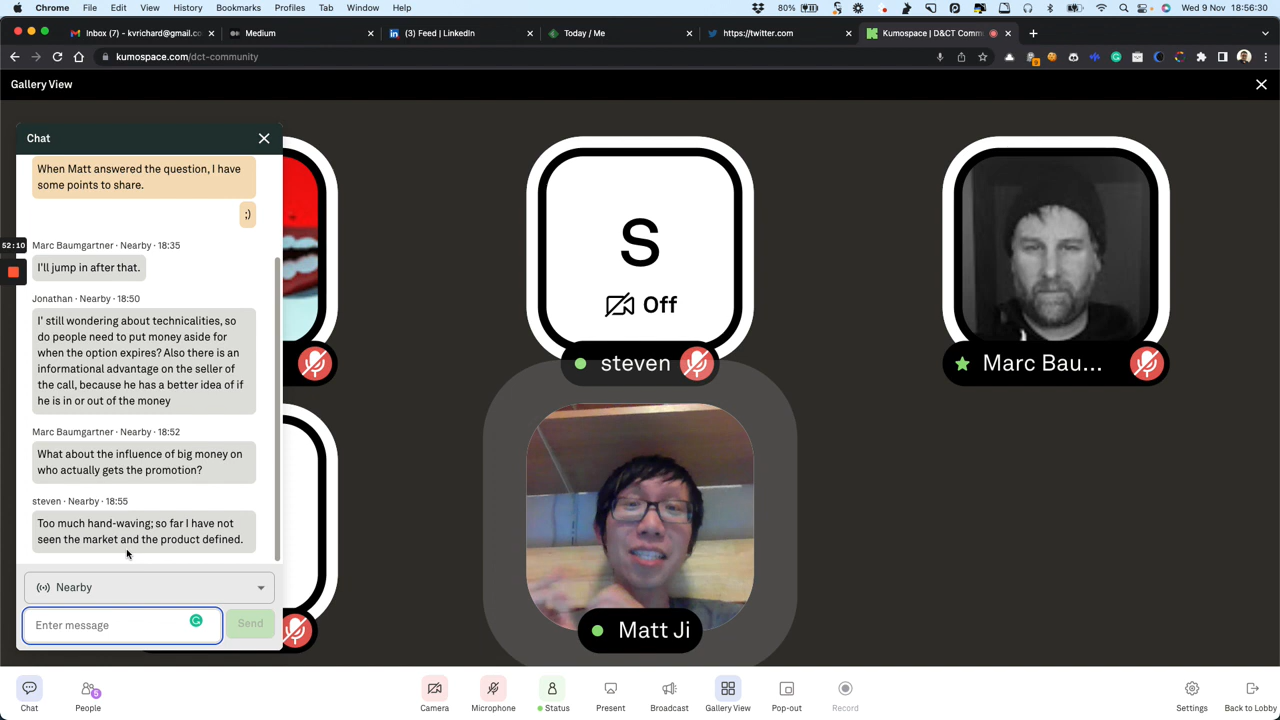 Chrome File Edit View History Bookmarks Profiles Tab Window Help 80% Wed 9 Nov 18:56:30
Inbox (7) - kvrichard@gmail.co Medium (3) Feed | LinkedIn Today / Me https://twitter.com Kumospace | D&CT Comm
kumospace.com/dct-community
Gallery View
Chat
When Matt answered the question, I have
some points to share.
;)
52:10
Marc Baumgartner · Nearby · 18:35
I'll jump in after that.
Jonathan · Nearby · 18:50
I' still wondering about technicalities, so
do people need to put money aside for
when the option expires? Also there is an
informational advantage on the seller of
the call, because he has a better idea of if
he is in or out of the money
Marc Baumgartner · Nearby · 18:52
What about the influence of big money on
who actually gets the promotion?
steven · Nearby · 18:55
Too much hand-waving; so far I have not
seen the market and the product defined.
Nearby
Enter message
Send
S
Off
steven
Marc Bau...
Matt Ji
5
Chat People Camera Microphone Status Present Broadcast Gallery View Pop-out Record Settings Back to Lobby